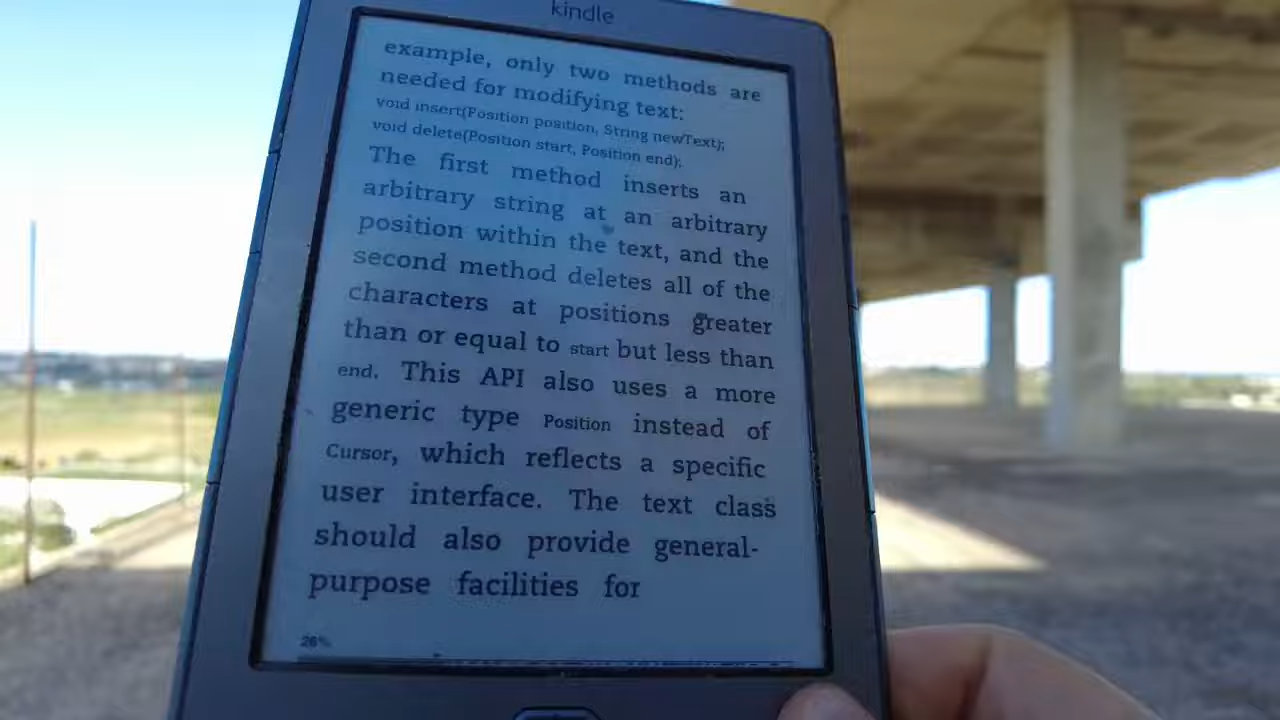 kindle
example, only two methods are
needed for modifying text:
void insert(Position position, String newText);
void delete(Position start, Position end);
The first method inserts an
arbitrary string at an arbitrary
position within the text, and the
second method deletes all of the
characters at positions greater
than or equal to start but less than
end. This API also uses a more
generic type Position instead of
Cursor, which reflects a specific
user interface. The text class
should also provide general-
purpose facilities for
26%